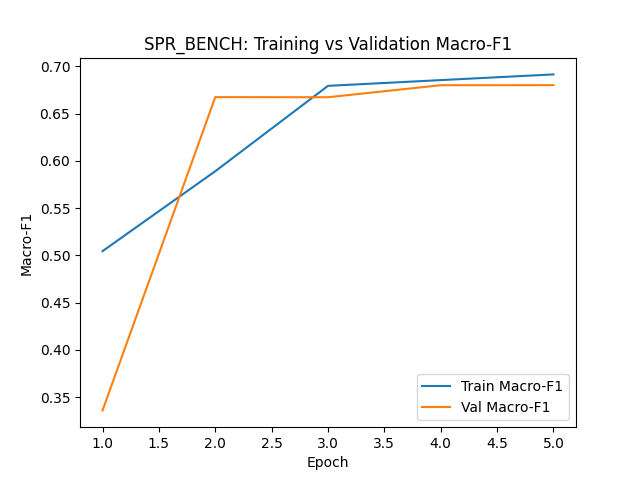 SPR_BENCH: Training vs Validation Macro-F1
Macro-F1
0.70
0.65
0.60
0.55
0.50
0.45
0.40
0.35
Train Macro-F1
Val Macro-F1
1.0 1.5 2.0 2.5 3.0 3.5 4.0 4.5 5.0
Epoch